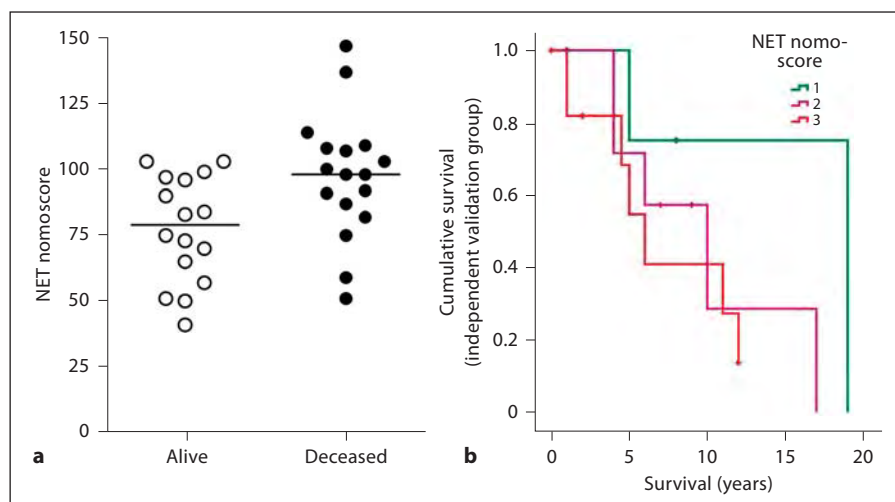 150
125
100
75
50
25
0
NET nomoscore
Alive
Deceased
a
1.0
0.8
0.6
0.4
0.2
0
Cumulative survival
(independent validation group)
NET nomo-
score
1
2
3
0
5
10
15
20
Survival (years)
b